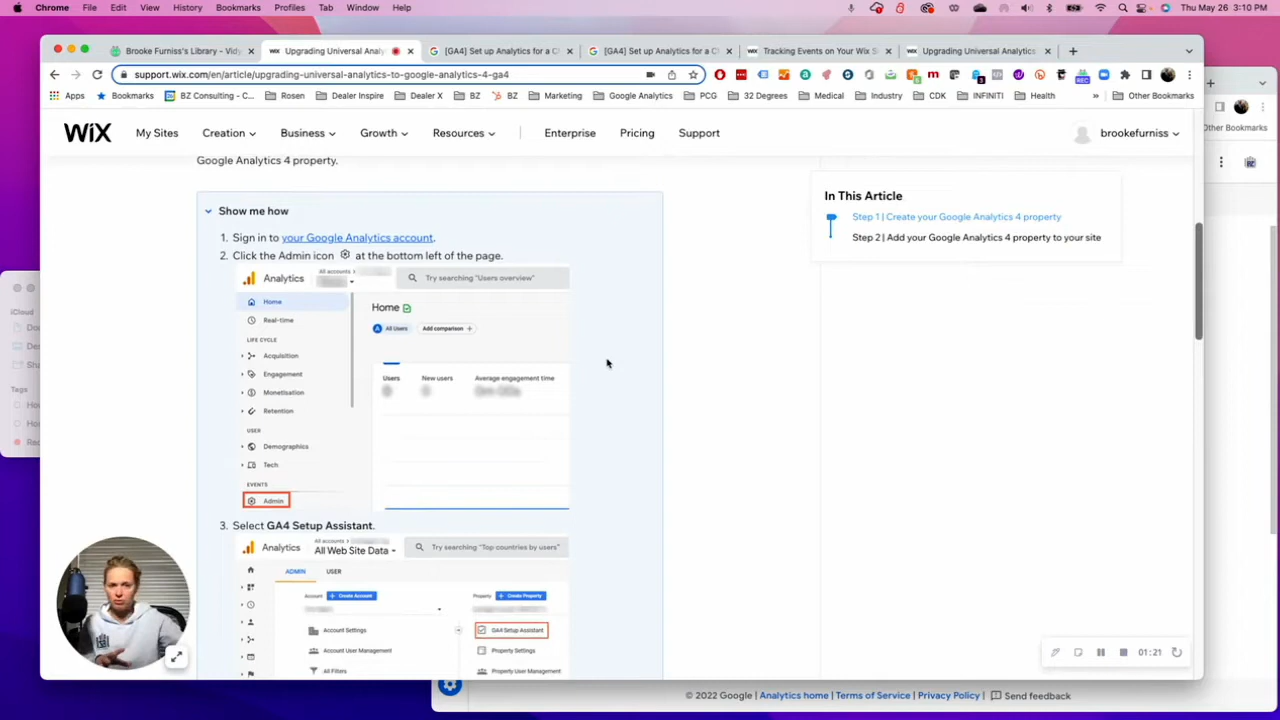 Chrome File Edit View History Bookmarks Profiles Tab Window Help Thu May 26 3:10 PM
Brooke Furniss's Library - Vidy Upgrading Universal Analy [GA4] Set up Analytics for a C [GA4] Set up Analytics for a C Tracking Events on Your Wix S Upgrading Universal Analytics
support.wix.com/en/article/upgrading-universal-analytics-to-google-analytics-4-ga4
Apps Bookmarks BZ Consulting - C... Rosen Dealer Inspire Dealer X BZ BZ Marketing Google Analytics PCG 32 Degrees Medical Industry CDK INFINITI Health » Other Bookmarks
Other Bookmarks
WiX My Sites Creation Business Growth Resources Enterprise Pricing Support brookefurniss
Google Analytics 4 property.
In This Article
Step 1 | Create your Google Analytics 4 property
Step 2 | Add your Google Analytics 4 property to your site
Show me how
1. Sign in to your Google Analytics account.
2. Click the Admin icon at the bottom left of the page.
Analytics All accounts Try searching "Users overview"
Home
Real-time
LIFE CYCLE
Acquisition
Engagement
Monetisation
Retention
USER
Demographics
Tech
EVENTS
Admin
Home
All Users Add comparison +
Users New users Average engagement time
3. Select GA4 Setup Assistant.
Analytics All accounts
All Web Site Data Try searching "Top countries by users"
ADMIN USER
Account + Create Account Property + Create Property
Account Settings GA4 Setup Assistant
Account User Management Property Settings
All Filters Property User Management
iCloud
Tags
01:21
© 2022 Google | Analytics home | Terms of Service | Privacy Policy | Send feedback